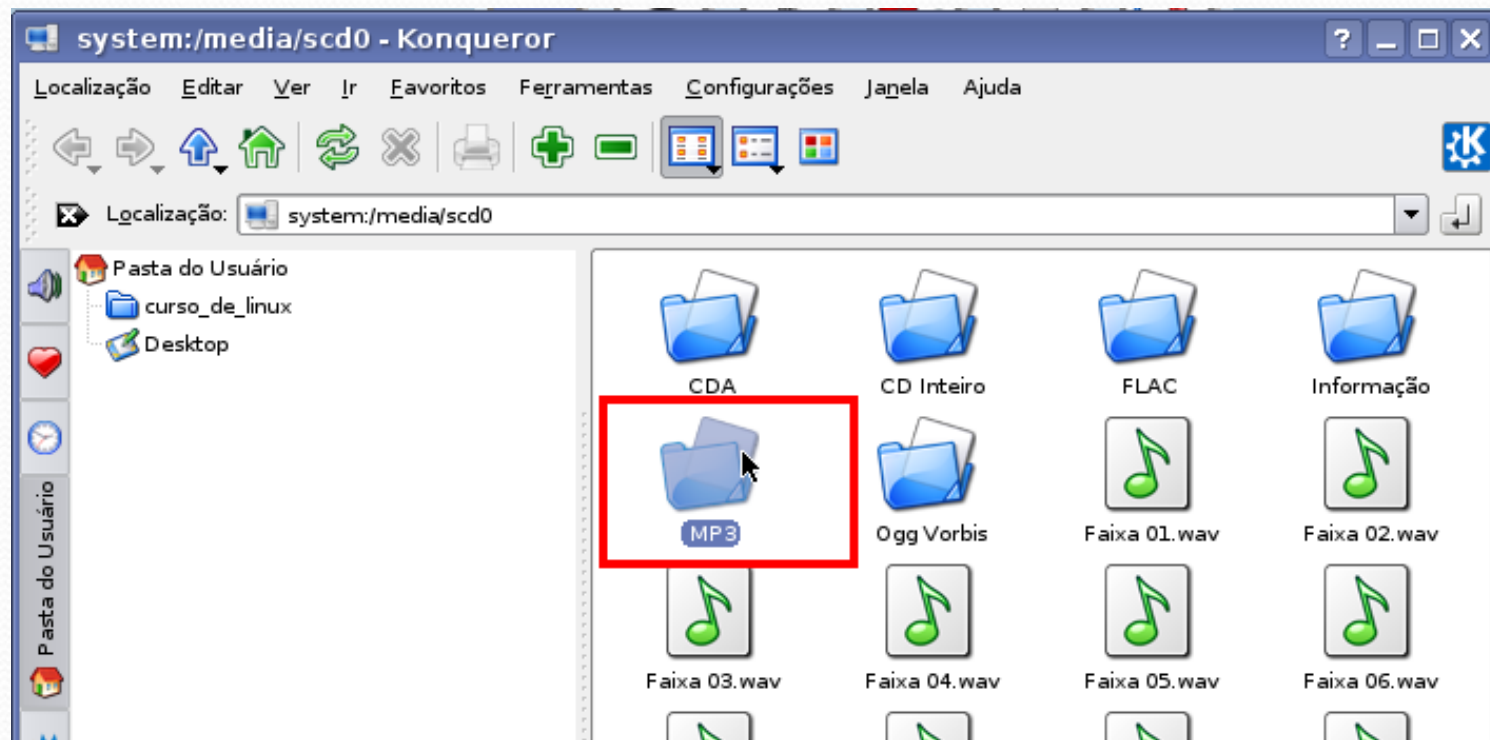 system:/media/scd0 - Konqueror
Localização Editar Ver Ir Favoritos Ferramentas Configurações Janela Ajuda
Localização: system:/media/scd0
Pasta do Usuário
curso_de_linux
Desktop
Pasta do Usuário
CDA CD Inteiro FLAC Informação
MP3 Ogg Vorbis Faixa 01.wav Faixa 02.wav
Faixa 03.wav Faixa 04.wav Faixa 05.wav Faixa 06.wav